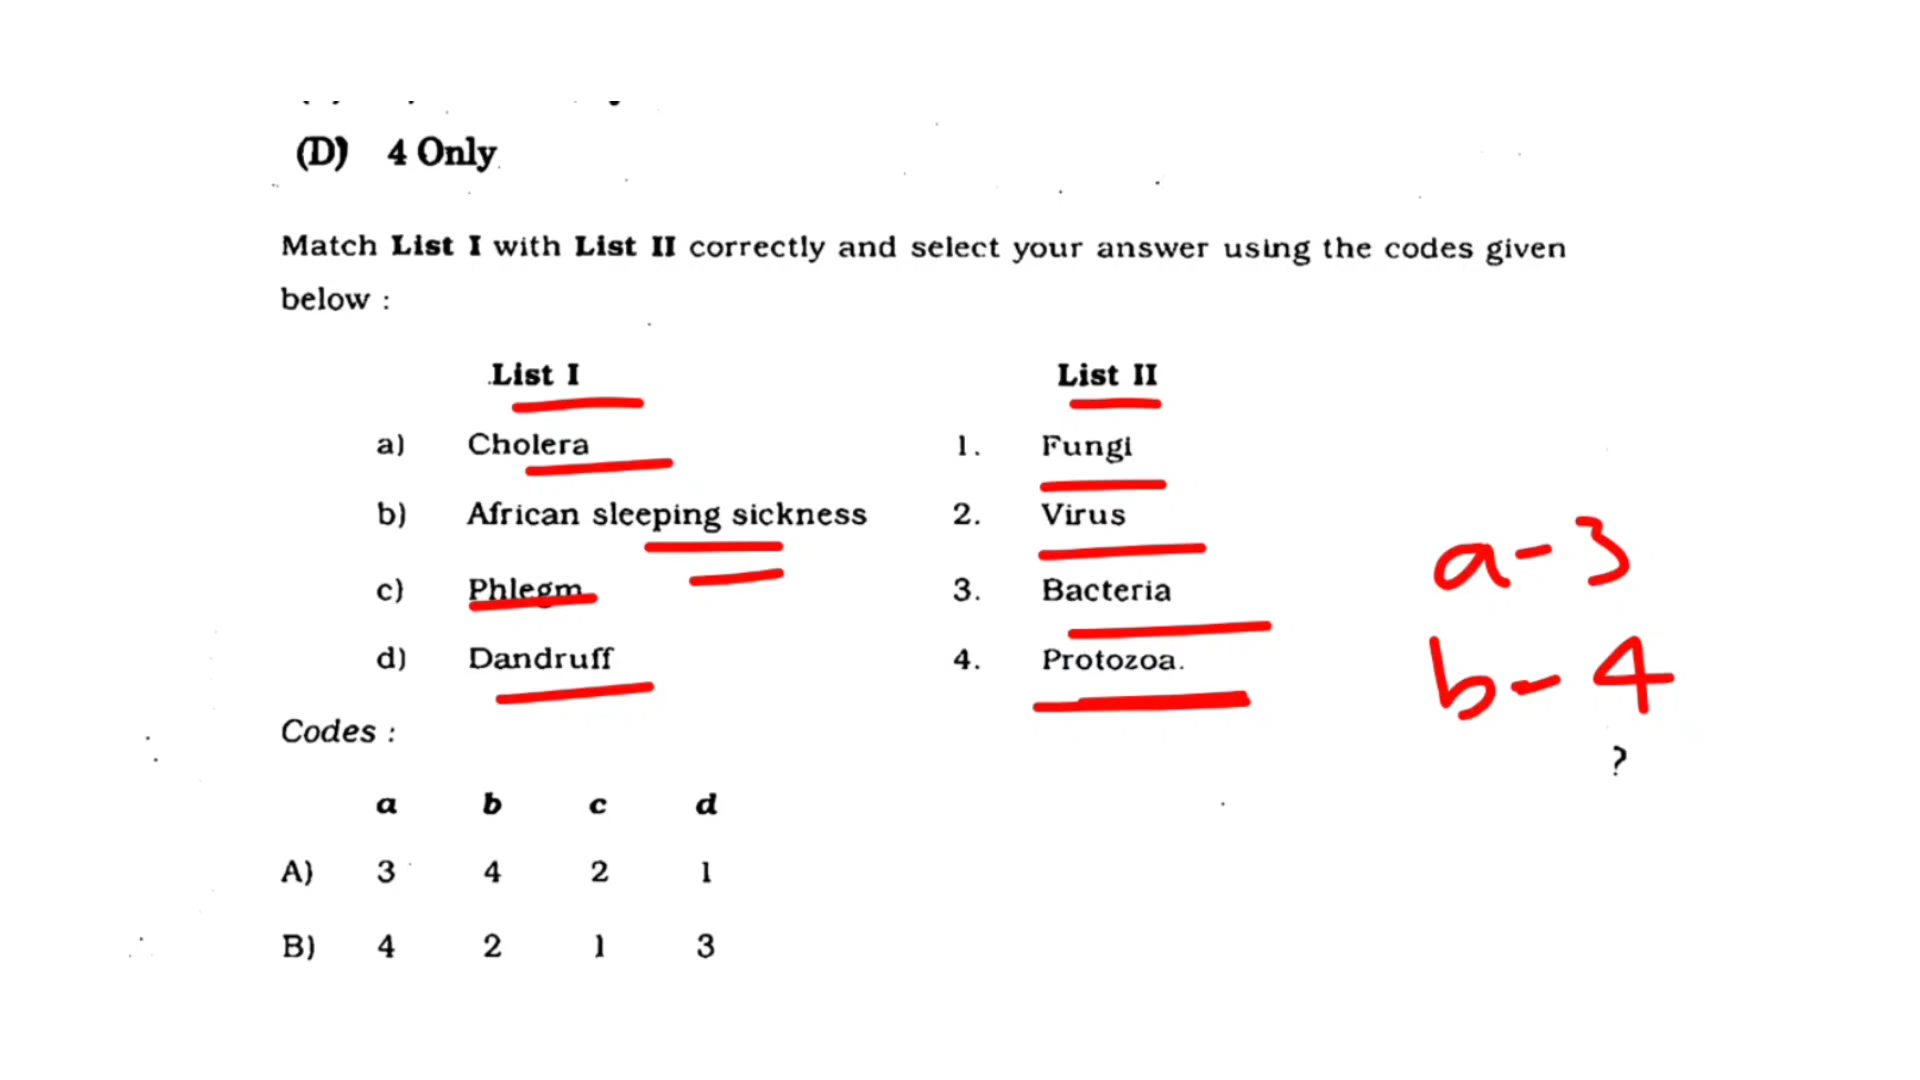 (D) 4 Only
Match List I with List II correctly and select your answer using the codes given
below :
List I List II
a) Cholera 1. Fungi
b) African sleeping sickness 2. Virus
c) Phlegm 3. Bacteria
d) Dandruff 4. Protozoa.
a-3
b-4
?
Codes :
a b c d
A) 3 4 2 1
B) 4 2 1 3